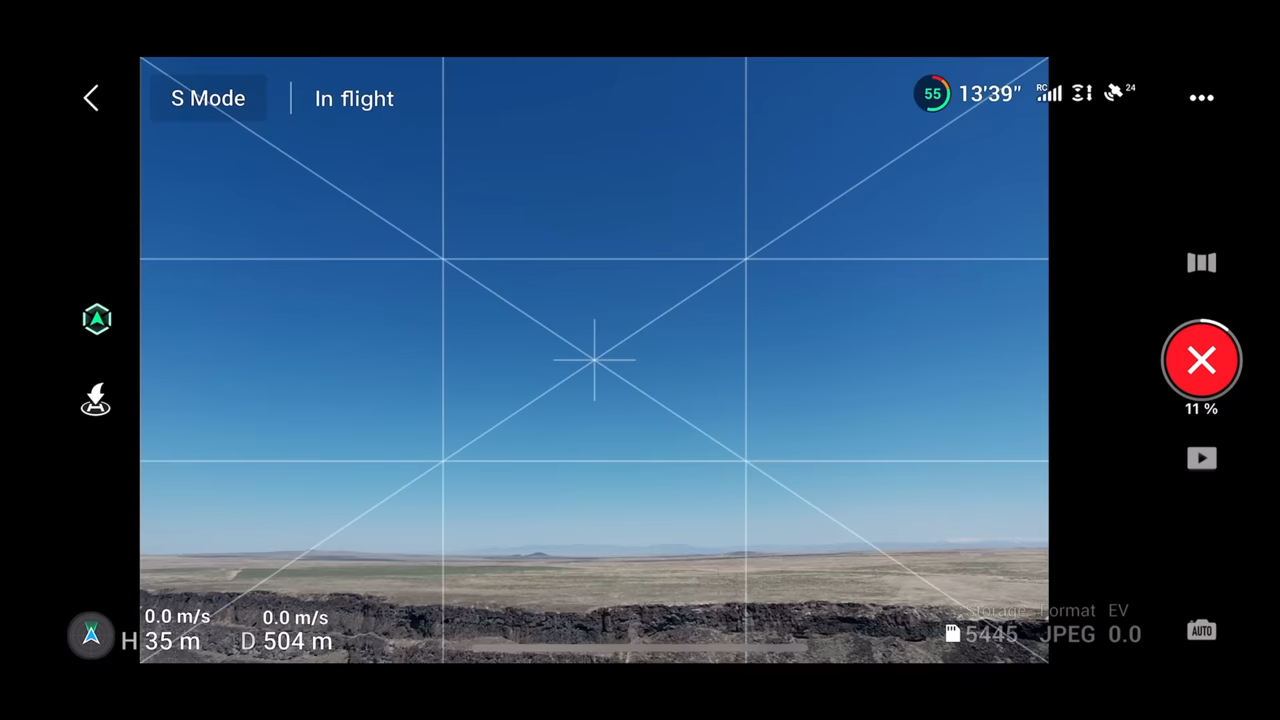 S Mode In flight 55 13'39" RC 24
11 %
0.0 m/s 0.0 m/s
H 35 m D 504 m
Storage Format EV
5445 JPEG 0.0
AUTO